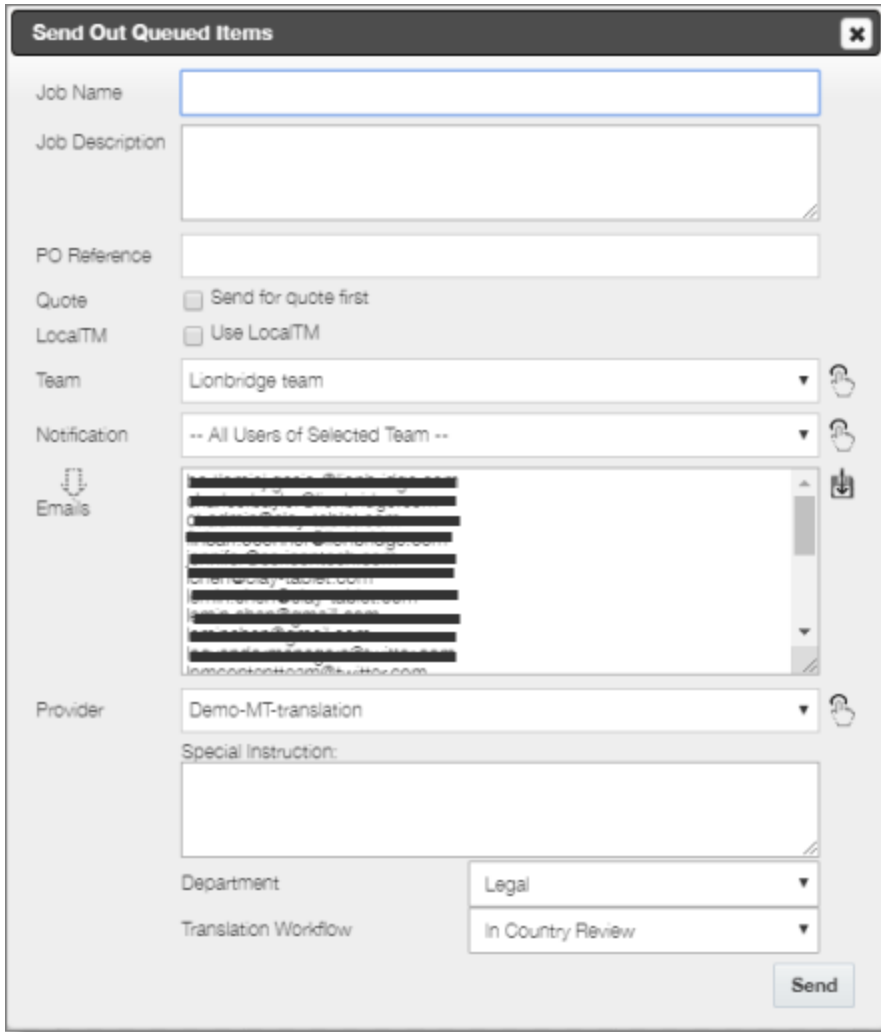 Send Out Queued Items
Job Name
Job Description
PO Reference
Quote
Send for quote first
LocalTM
Use LocalTM
Team
Lionbridge team
Notification
-- All Users of Selected Team --
Emails
Provider
Demo-MT-translation
Special Instruction:
Department
Legal
Translation Workflow
In Country Review
Send